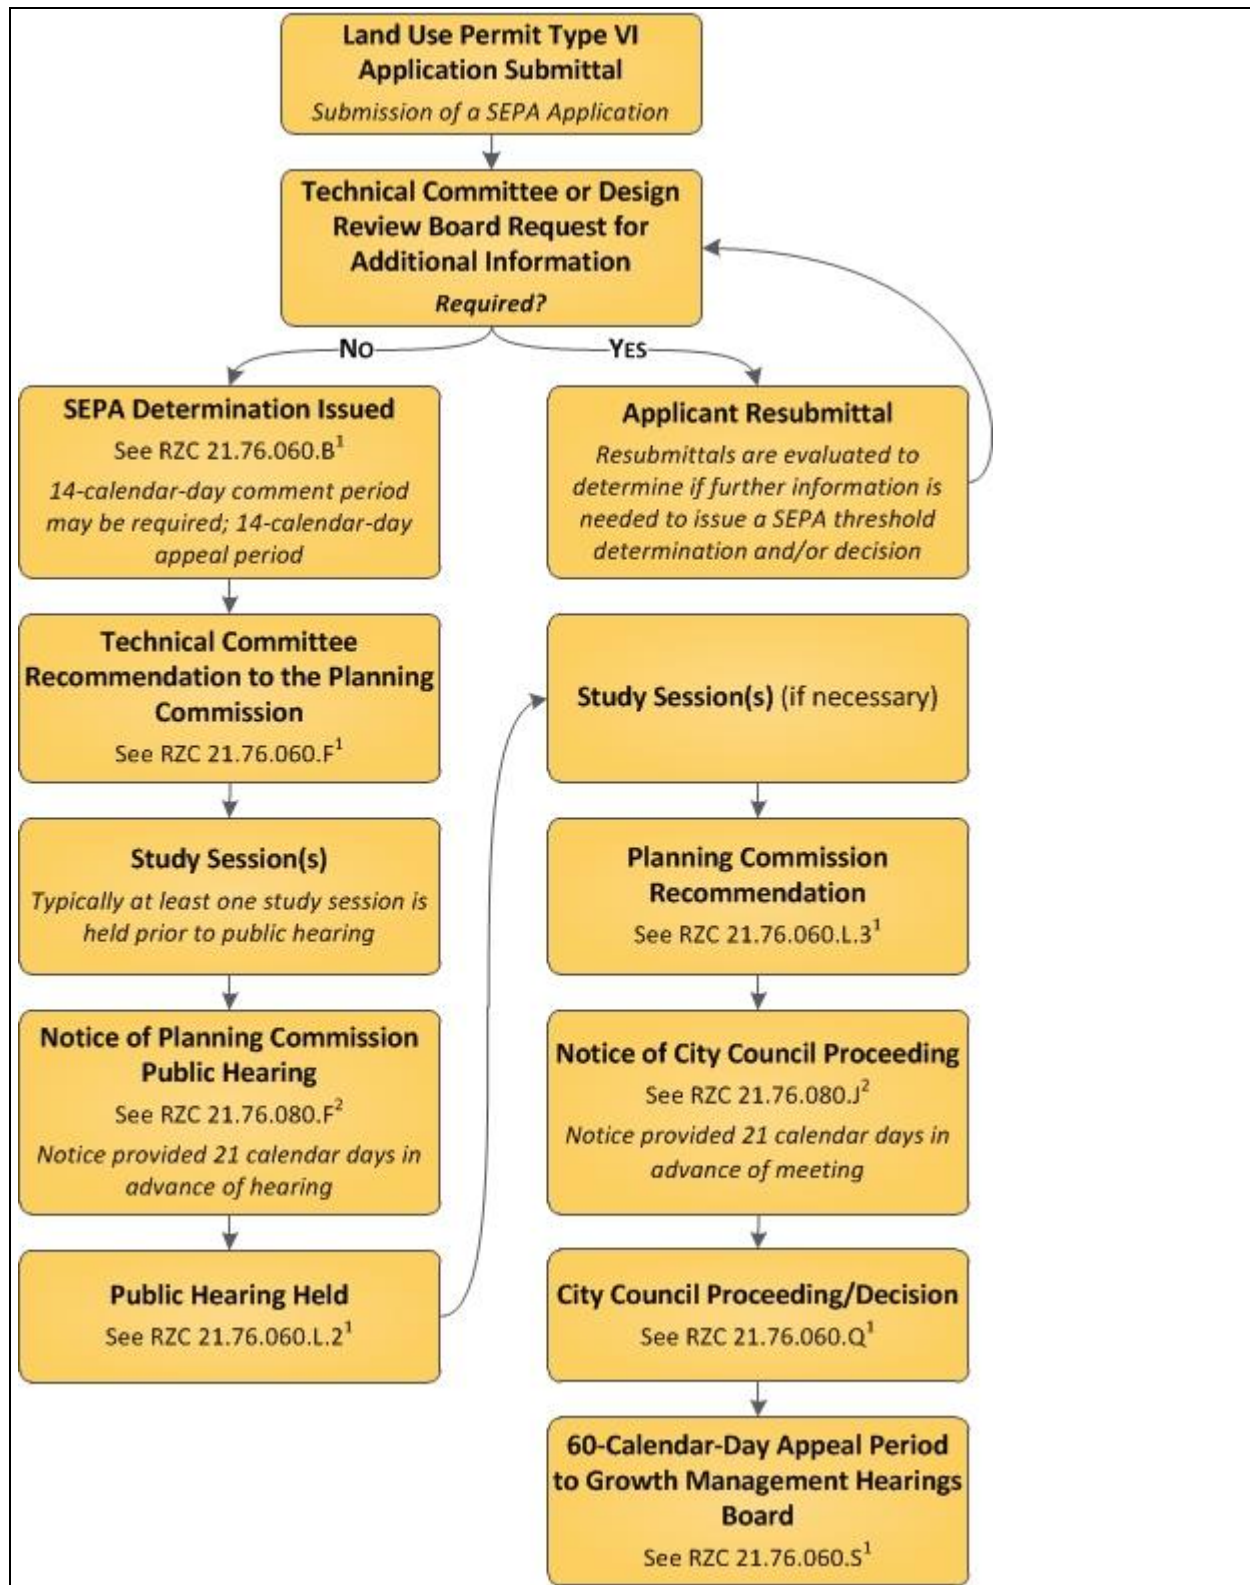 Land Use Permit Type VI
Application Submittal
Submission of a SEPA Application
Technical Committee or Design
Review Board Request for
Additional Information
Required?
NO
YES
SEPA Determination Issued
See RZC 21.76.060.B¹
14-calendar-day comment period
may be required; 14-calendar-day
appeal period
Applicant Resubmittal
Resubmittals are evaluated to
determine if further information is
needed to issue a SEPA threshold
determination and/or decision
Technical Committee
Recommendation to the Planning
Commission
See RZC 21.76.060.F¹
Study Session(s)
Typically at least one study session is
held prior to public hearing
Notice of Planning Commission
Public Hearing
See RZC 21.76.080.F²
Notice provided 21 calendar days in
advance of hearing
Public Hearing Held
See RZC 21.76.060.L.2¹
Study Session(s) (if necessary)
Planning Commission
Recommendation
See RZC 21.76.060.L.3¹
Notice of City Council Proceeding
See RZC 21.76.080.J²
Notice provided 21 calendar days in
advance of meeting
City Council Proceeding/Decision
See RZC 21.76.060.Q¹
60-Calendar-Day Appeal Period
to Growth Management Hearings
Board
See RZC 21.76.060.S¹